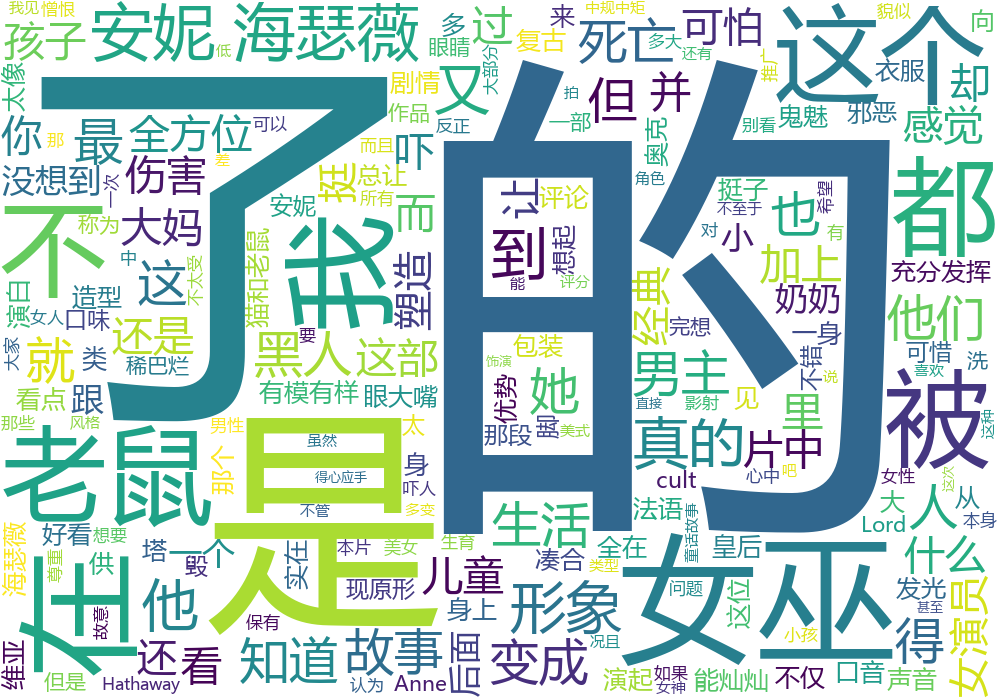 我见
憎恨
安妮
海瑟薇
多
过
来
中规中矩
死亡
可怕
多大
还有
推广
这个
貌似
向
孩子
低
眼睛
复古
大部分
衣服
却
太像
剧情
又
拍
但
并
别看
鬼魅
邪恶
感觉
你
那
最
全方位
可以
作品
反正
一部
奥克
没想到
一次
伤害
而且
吓
挺
总让
差
所有
了
的
让
评论
角色
挺子
不至于
也
希望
都
不
称为
大妈
安妮
而
我
到
想起
对
小
有
加上
充分发挥
中
不太受
猫和老鼠
塑造
能
评分
经典
奶奶
他们
演白
造型
这
女人
口味
要
完想
一身
大家
类
还是
饰演
包装
说
不错
可惜
喜欢
洗
就
稀巴烂
黑人
这部
优势
她
男主
直接
影射
见
里
被
看点
跟
有模有样
眼大嘴
那段
脚
美式
那些
风格
男性
那个
虽然
太
真的
片中
这种
老鼠
是
得心应手
身
吓人
cult
心中
吧
女性
大
人
从
这次
不管
多变
生活
法语
童话故事
Lord
本身
好看
想要
海瑟薇
尊重
供
塔
一个
实在
本片
美女
生育
凑合
全在
皇后
女巫
什么
在
毁
现原形
儿童
类型
问题
这位
发光
甚至
故意
他
保有
身上
形象
小孩
得
女演员
维亚
还
看
知道
故事
后面
变成
况且
但是
Hathaway
认为
Anne
演起
如果
女神
能灿灿
不仅
口音
声音